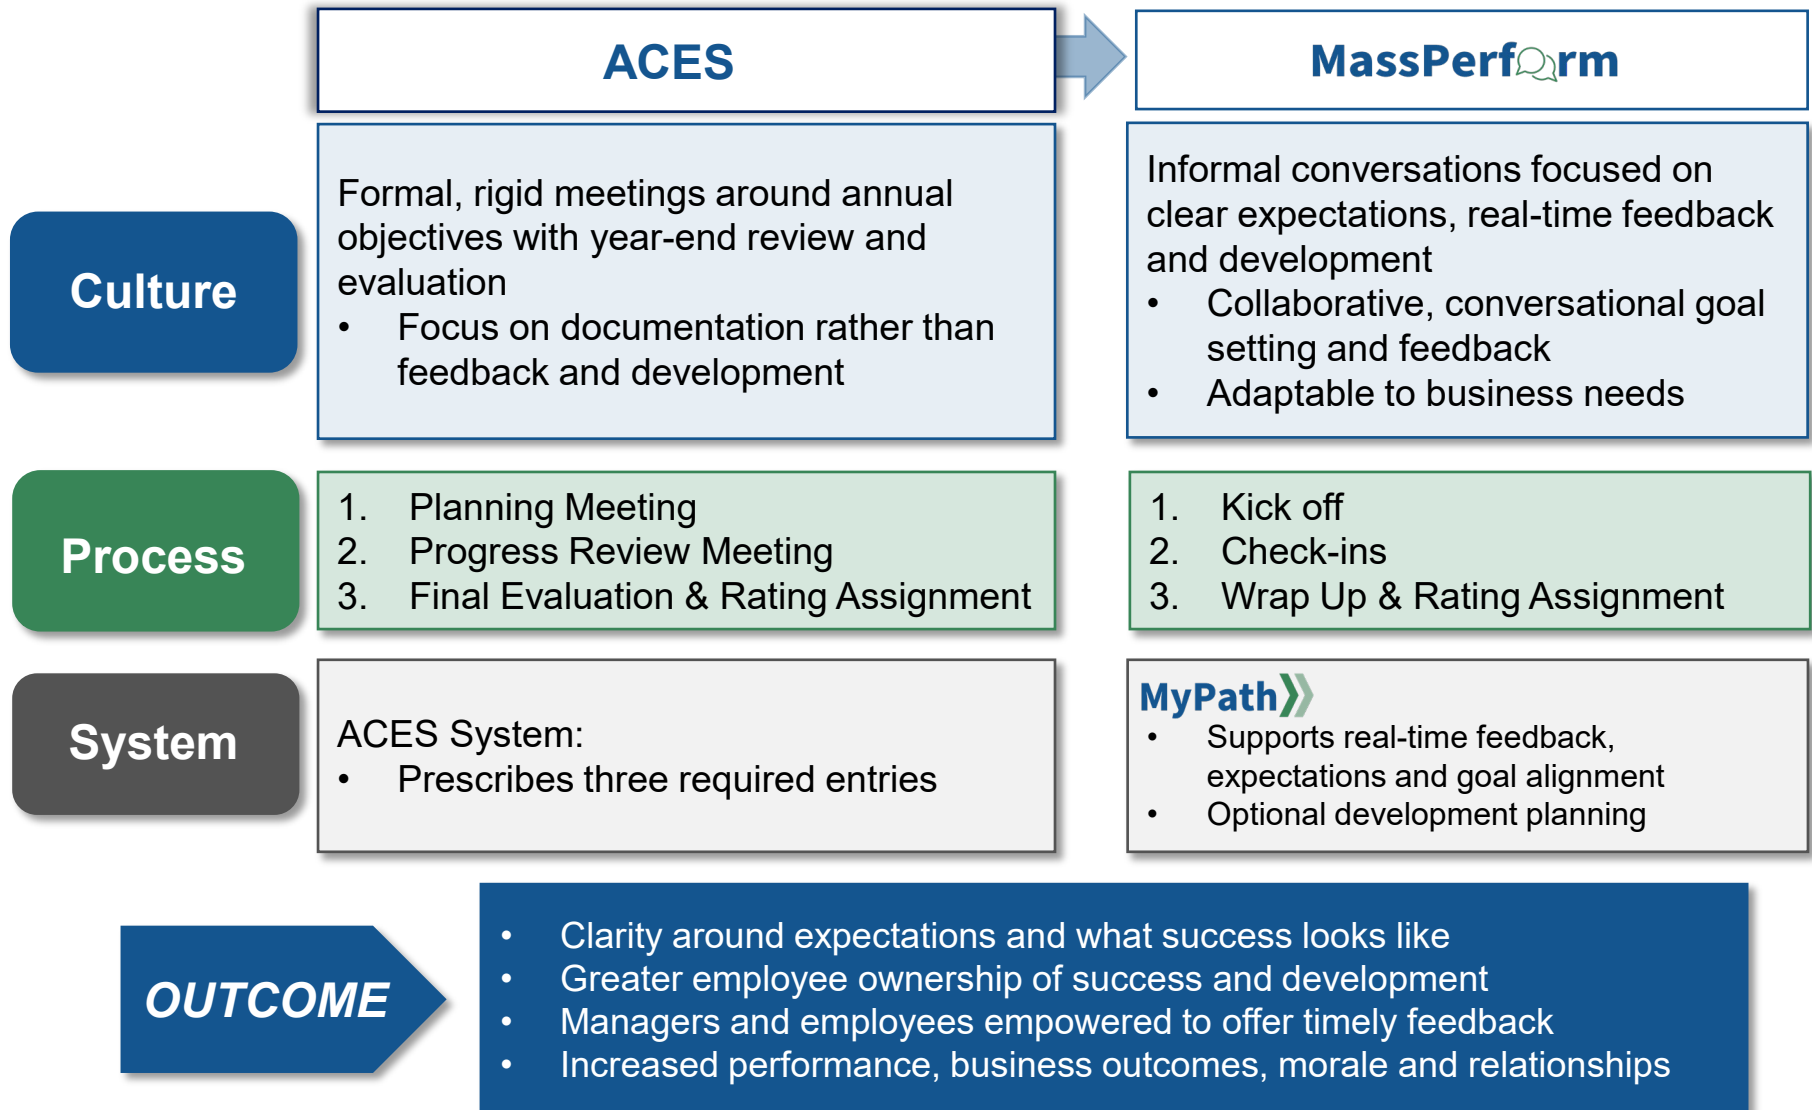 ACES
MassPerform
Culture
Formal, rigid meetings around annual
objectives with year-end review and
evaluation
• Focus on documentation rather than
feedback and development
Informal conversations focused on
clear expectations, real-time feedback
and development
• Collaborative, conversational goal
setting and feedback
• Adaptable to business needs
Process
1. Planning Meeting
2. Progress Review Meeting
3. Final Evaluation & Rating Assignment
1. Kick off
2. Check-ins
3. Wrap Up & Rating Assignment
System
ACES System:
• Prescribes three required entries
MyPath
• Supports real-time feedback,
expectations and goal alignment
• Optional development planning
OUTCOME
• Clarity around expectations and what success looks like
• Greater employee ownership of success and development
• Managers and employees empowered to offer timely feedback
• Increased performance, business outcomes, morale and relationships